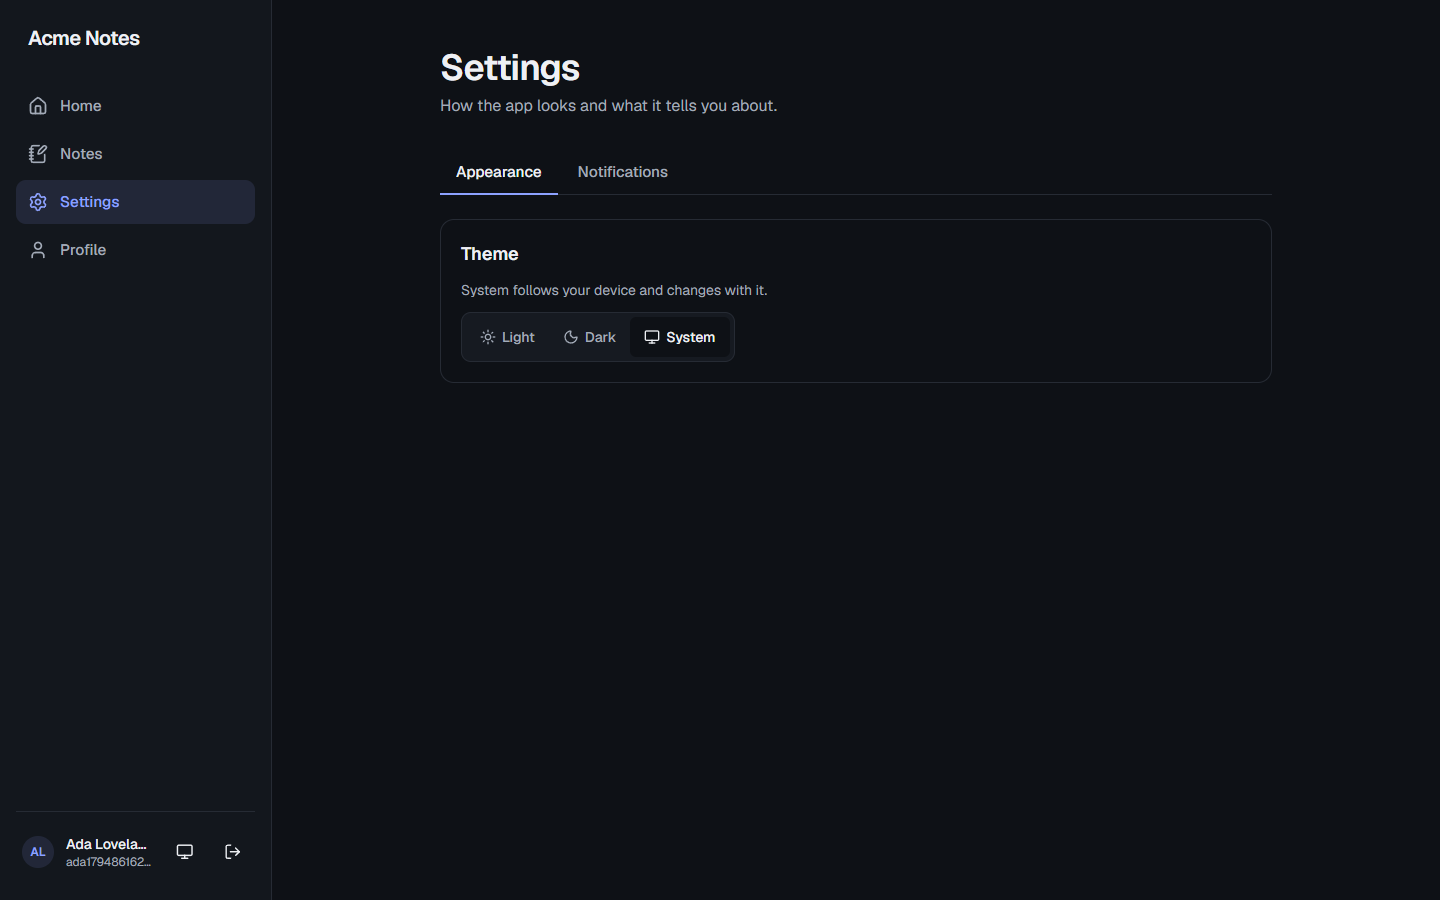 Acme Notes
Home
Notes
Settings
Profile
Settings
How the app looks and what it tells you about.
Appearance
Notifications
Theme
System follows your device and changes with it.
Light
Dark
System
AL
Ada Lovela...
ada179486162...